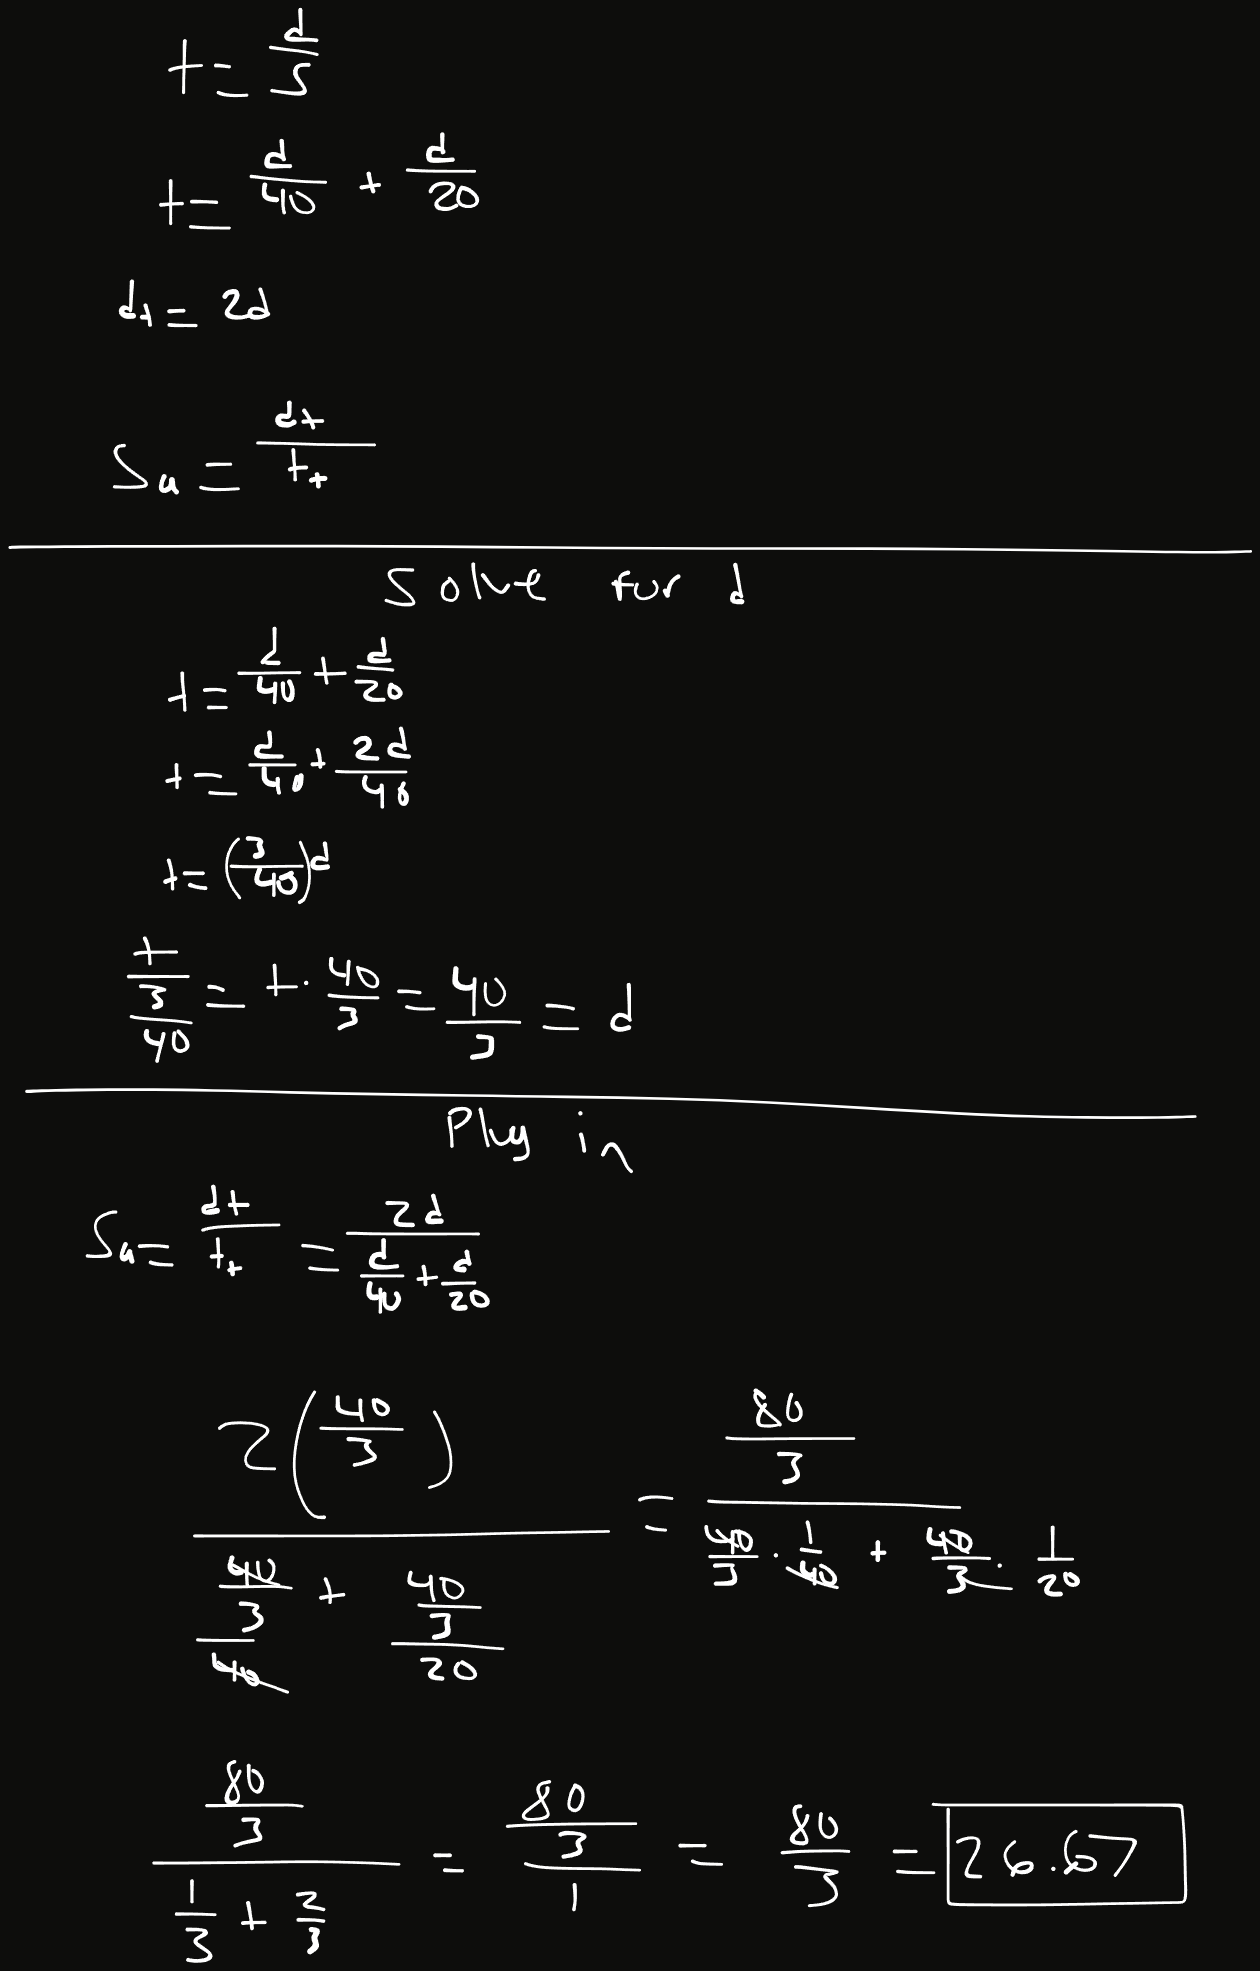 t = d/s
t = d/40 + d/20
dt = 2d
Sa = dt/tt
Solve for d
t = d/40 + d/20
t = d/40 + 2d/40
t = (3/40)d
t/(3/40) = t · 40/3 = 40/3 = d
Plug in
Sa = dt/tt = 2d/(d/40 + d/20)
2(40/3)/((40/3)/40 + (40/3)/20) = (80/3)/(40/3 · 1/40 + 40/3 · 1/20)
(80/3)/(1/3 + 2/3) = (80/3)/1 = 80/3 = 26.67